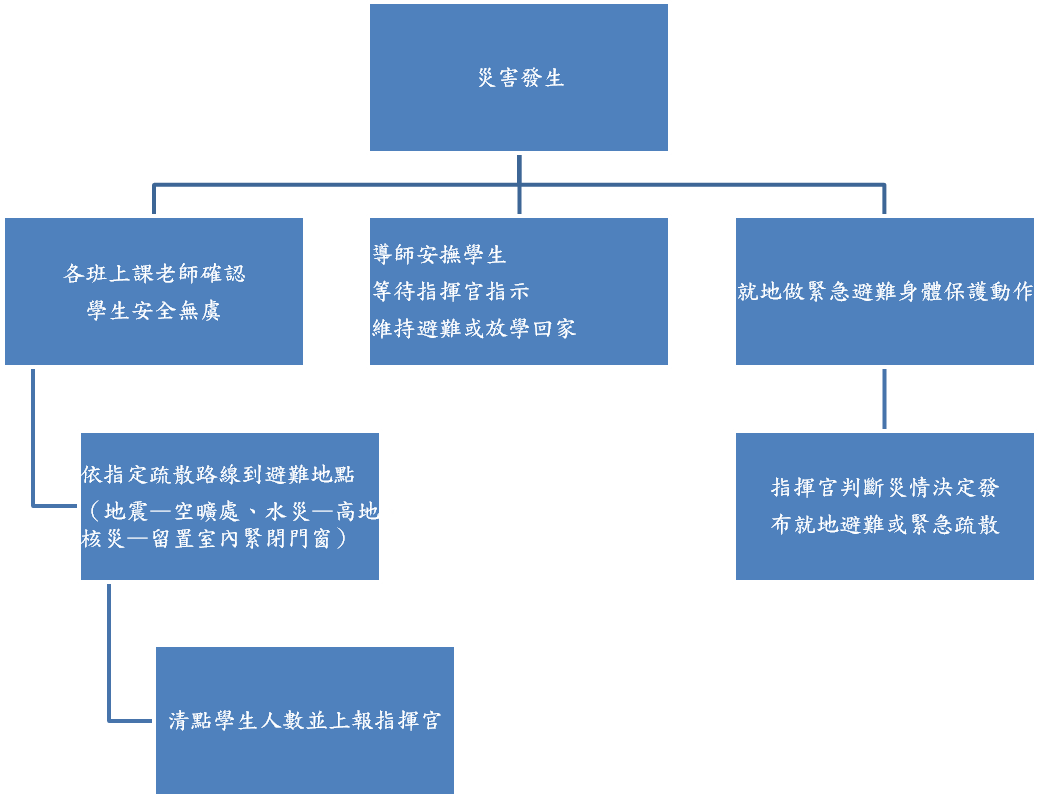 災害發生
各班上課老師確認
學生安全無虞
導師安撫學生
等待指揮官指示
維持避難或放學回家
就地做緊急避難身體保護動作
依指定疏散路線到避難地點
（地震—空曠處、水災—高地
核災—留置室內緊閉門窗）
指揮官判斷災情決定發
布就地避難或緊急疏散
清點學生人數並上報指揮官